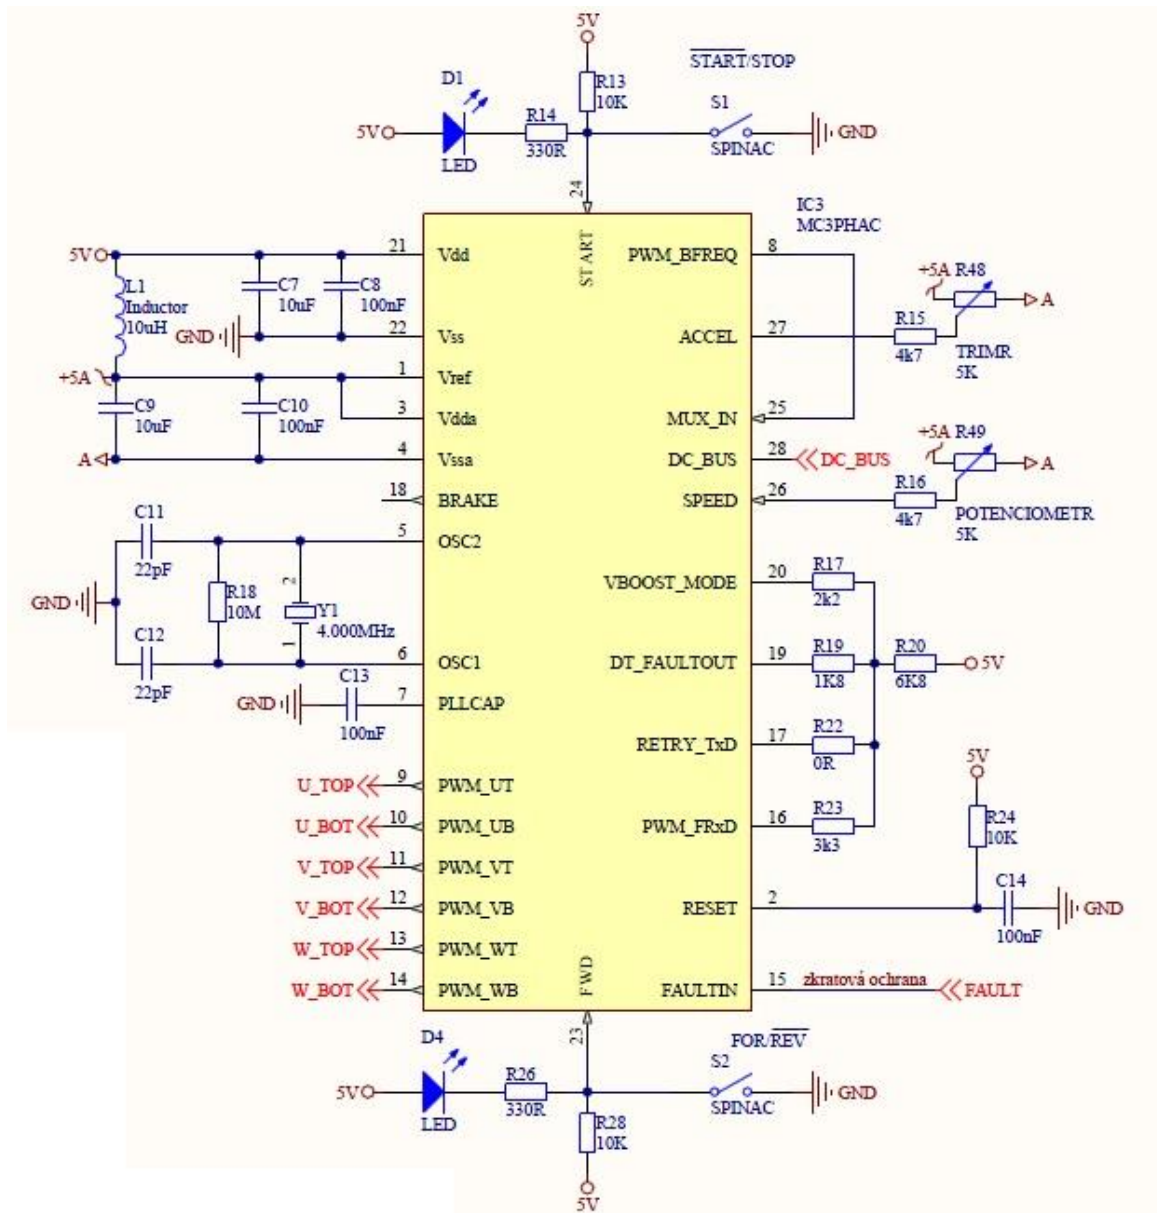 5V
START/STOP
D1
R13
10K
S1
R14
5V
GND
LED
330R
SPINAC
24
IC3
MC3PHAC
5V
21
Vdd
START
PWM_BFREQ
8
L1
Inductor
10uH
C7
10uF
C8
100nF
+5A
R48
A
GND
22
Vss
ACCEL
27
R15
4k7
TRIMR
5K
+5A
1
Vref
C9
10uF
C10
100nF
3
Vdda
MUX_IN
25
A
4
Vssa
DC_BUS
28
DC_BUS
+5A
R49
A
18
BRAKE
SPEED
26
R16
4k7
POTENCIOMETR
5K
C11
22pF
5
OSC2
GND
R18
10M
2
Y1
4.000MHz
1
VBOOST_MODE
20
R17
2k2
C12
22pF
6
OSC1
DT_FAULTOUT
19
R19
1K8
R20
6K8
5V
GND
C13
100nF
7
PLLCAP
RETRY_TxD
17
R22
0R
5V
U_TOP
9
PWM_UT
U_BOT
10
PWM_UB
PWM_FRxD
16
R23
3k3
R24
10K
V_TOP
11
PWM_VT
V_BOT
12
PWM_VB
RESET
2
C14
100nF
GND
W_TOP
13
PWM_WT
W_BOT
14
PWM_WB
FWD
FAULTIN
15
zkratová ochrana
FAULT
23
D4
FOR/REV
S2
5V
LED
R26
330R
SPINAC
GND
R28
10K
5V